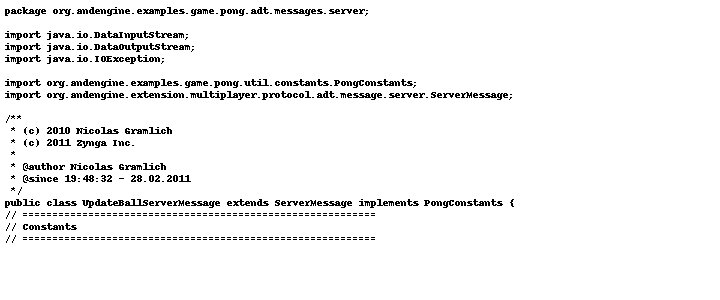 package org.andengine.examples.game.pong.adt.messages.server;
import java.io.DataInputStream;
import java.io.DataOutputStream;
import java.io.IOException;
import org.andengine.examples.game.pong.util.constants.PongConstants;
import org.andengine.extension.multiplayer.protocol.adt.message.server.ServerMessage;
/**
 * (c) 2010 Nicolas Gramlich
 * (c) 2011 Zynga Inc.
 *
 * @author Nicolas Gramlich
 * @since 19:48:32 - 28.02.2011
 */
public class UpdateBallServerMessage extends ServerMessage implements PongConstants {
// ===========================================================
// Constants
// ===========================================================